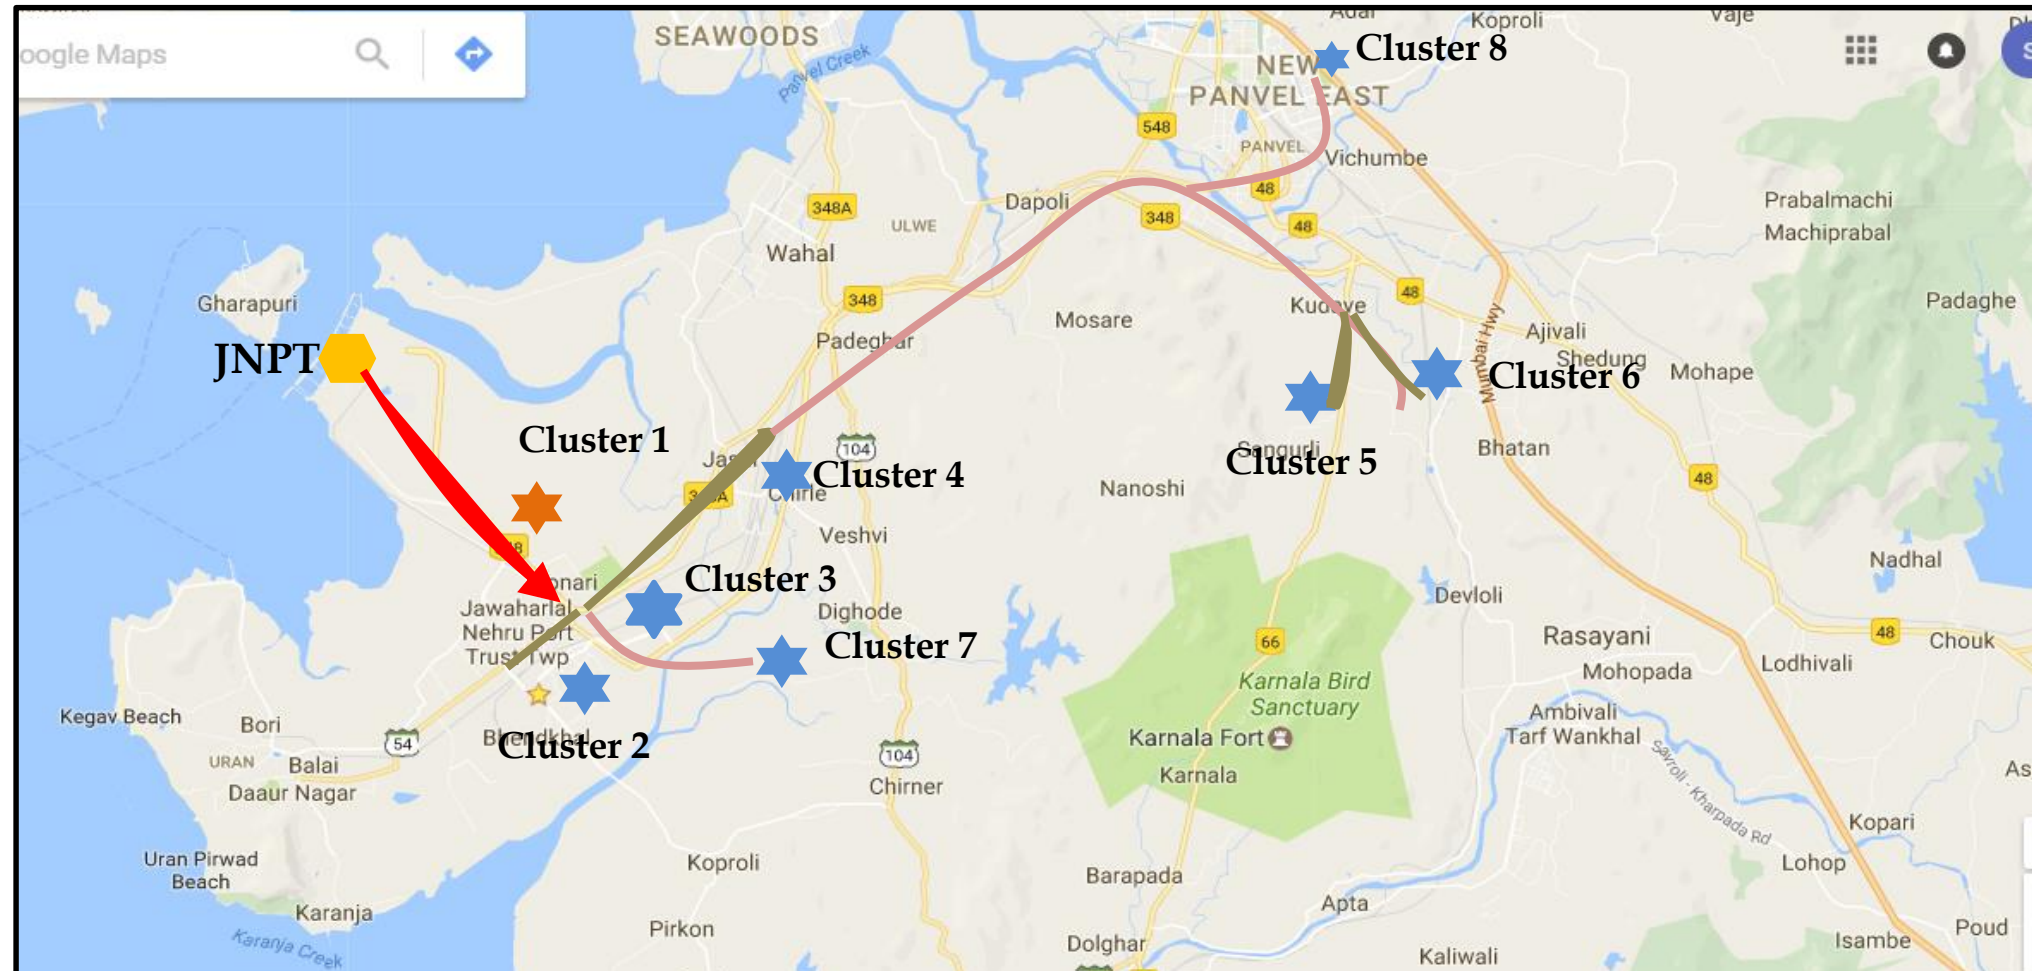 oogle Maps
SEAWOODS
Panvel Creek
Koproli
Vaje
Cluster 8
NEW
PANVEL EAST
548
PANVEL
Vichumbe
48
Dapoli
348A
ULWE
348
48
Prabalmachi
Machiprabal
Wahal
Gharapuri
348
48
Padaghe
Mosare
Ajivali
Mumbai Hwy
Padeghar
Shedung
Mohape
JNPT
Cluster 6
Cluster 1
104
Sangurli
Cluster 5
Bhatan
Cluster 4
48
Nanoshi
Veshvi
Nadhal
Cluster 3
Devloli
Jawaharlal
Nehru Port
Trust Twp
Dighode
48
Chouk
66
Rasayani
Cluster 7
Mohopada
Lodhivali
Karnala Bird
Sanctuary
Kegav Beach
Bori
54
Cluster 2
Ambivali
Tarf Wankhal
Karnala Fort
URAN
Balai
104
Karnala
Savroli - Kharpada Rd
Daaur Nagar
Chirner
Kopari
Uran Pirwad
Beach
Koproli
Lohop
Barapada
Karanja
Apta
Pirkon
Karanja Creek
Dolghar
Poud
Isambe
Kaliwali